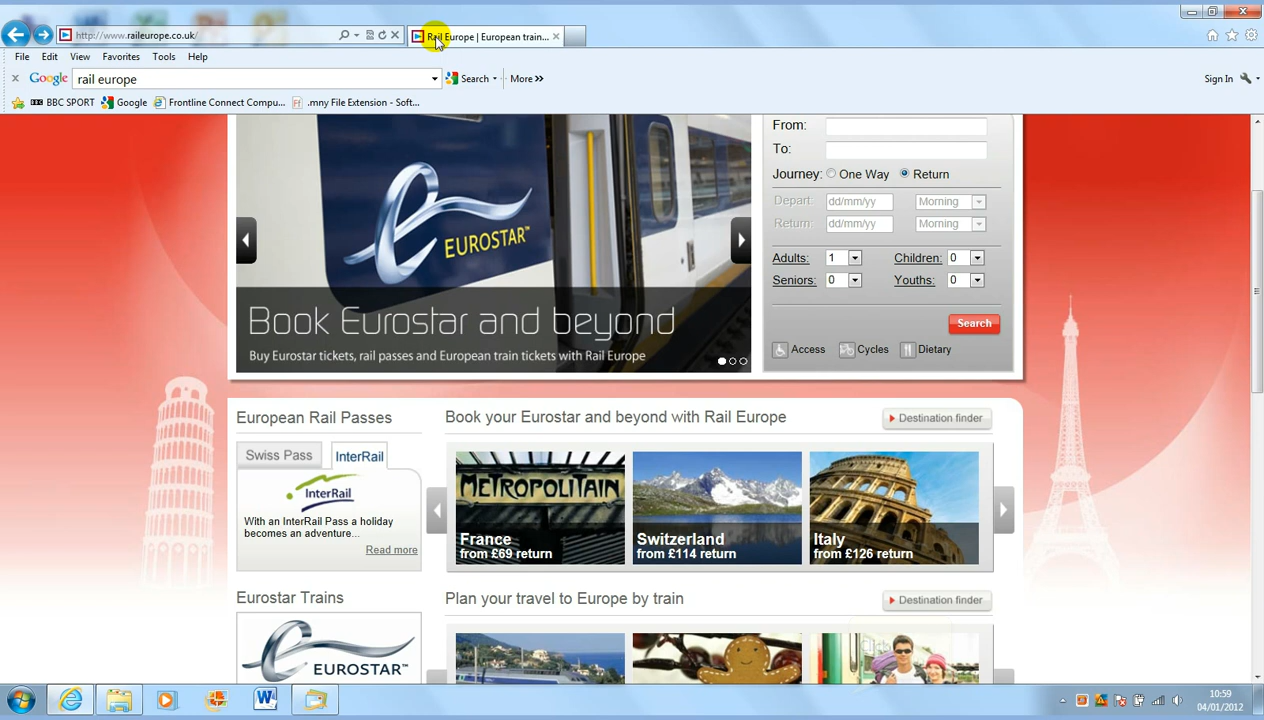 http://www.raileurope.co.uk/
Rail Europe | European train...
File Edit View Favorites Tools Help
x Google rail europe Search More »
Sign In
BBC SPORT Google Frontline Connect Compu... .mny File Extension - Soft...
From:
To:
Journey: One Way Return
Depart: dd/mm/yy Morning
Return: dd/mm/yy Morning
Adults: 1 Children: 0
Seniors: 0 Youths: 0
Search
Access Cycles Dietary
EUROSTAR™
Book Eurostar and beyond
Buy Eurostar tickets, rail passes and European train tickets with Rail Europe
European Rail Passes
Swiss Pass InterRail
InterRail
With an InterRail Pass a holiday
becomes an adventure...
Read more
Book your Eurostar and beyond with Rail Europe
Destination finder
METROPOLITAIN
France
from £69 return
Switzerland
from £114 return
Italy
from £126 return
Eurostar Trains
EUROSTAR™
Plan your travel to Europe by train
Destination finder
10:59
04/01/2012